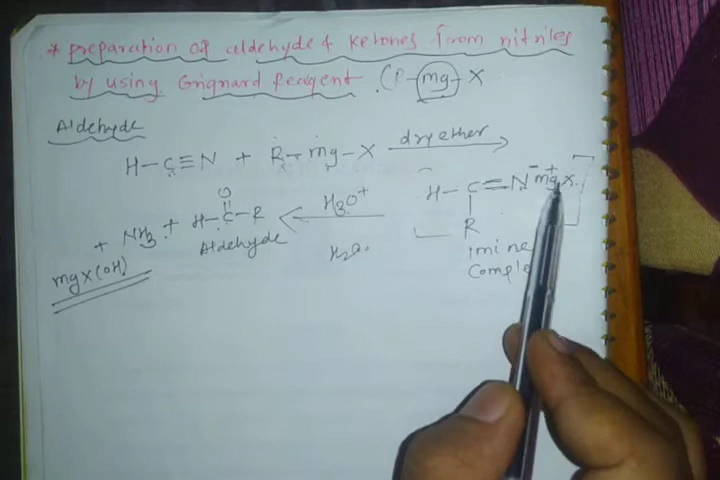 * preparation of aldehyde & ketones from nitriles
by using Grignard Reagent. (R-mg-X
Aldehyde
H-C≡N + R-mg-X dry ether
H-C=N⁻mg⁺X
R
imine
O
+ NH3 + H-C-R H3O⁺
Aldehyde H2O
mgX(OH)